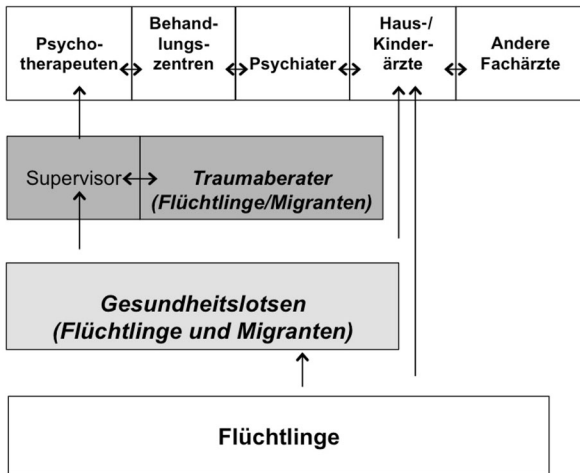 Psycho-
therapeuten
Behand-
lungs-
zentren
Psychiater
Haus-/
Kinder-
ärzte
Andere
Fachärzte
Supervisor
Traumaberater
(Flüchtlinge/Migranten)
Gesundheitslotsen
(Flüchtlinge und Migranten)
Flüchtlinge